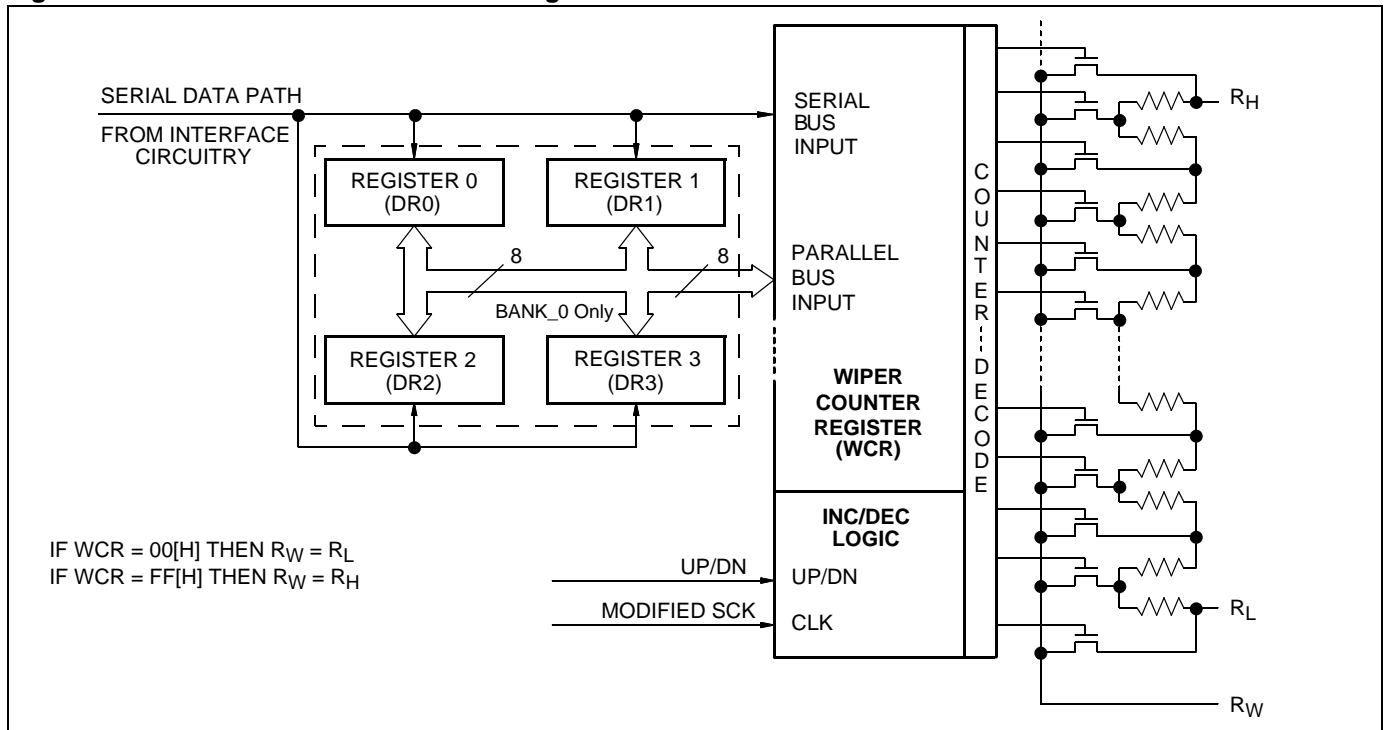 SERIAL DATA PATH
FROM INTERFACE
CIRCUITRY
REGISTER 0
(DR0)
REGISTER 1
(DR1)
8
8
BANK_0 Only
REGISTER 2
(DR2)
REGISTER 3
(DR3)
SERIAL
BUS
INPUT
PARALLEL
BUS
INPUT
WIPER
COUNTER
REGISTER
(WCR)
INC/DEC
LOGIC
UP/DN
UP/DN
MODIFIED SCK
CLK
COUNTER DECODE
IF WCR = 00[H] THEN RW = RL
IF WCR = FF[H] THEN RW = RH
RH
RL
RW